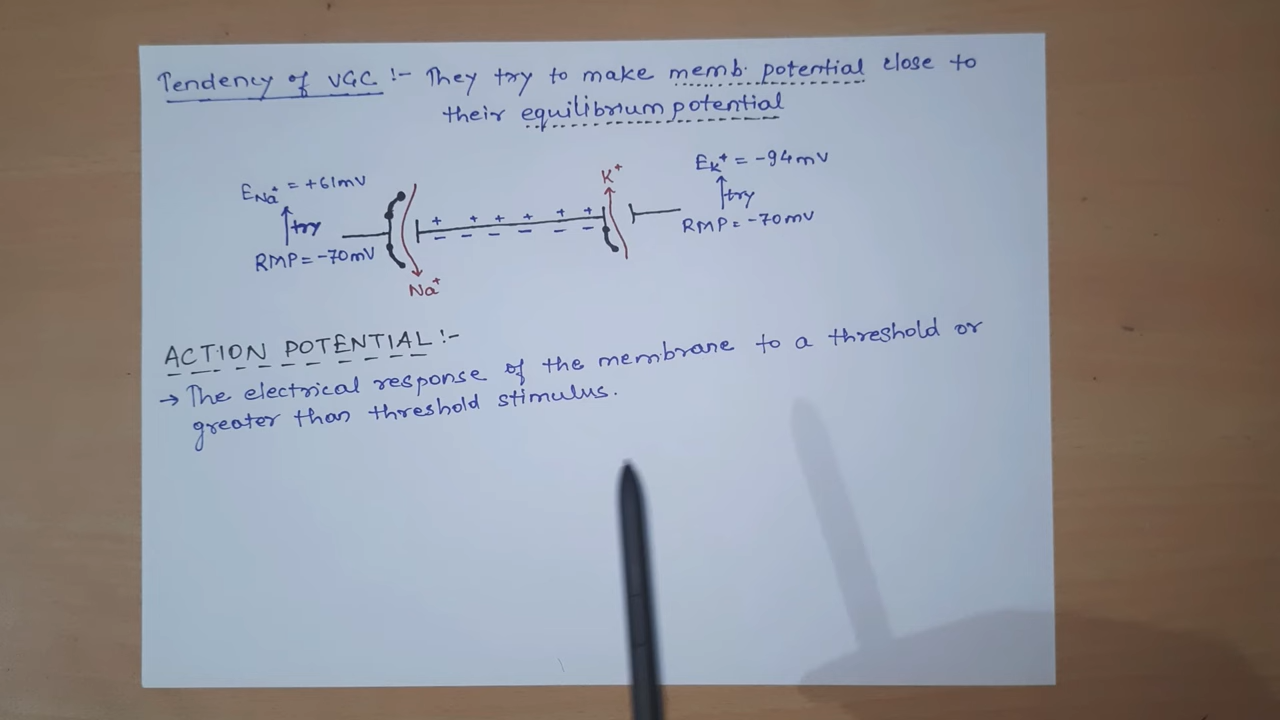 Tendency of VGC :- They try to make memb. potential close to
their equilibrium potential
E Na+ = +61mV
try
RMP = -70mV
Na+
+ + + + + +
- - - - - -
K+
EK+ = -94mV
try
RMP = -70mV
ACTION POTENTIAL :-
→ The electrical response of the membrane to a threshold or
greater than threshold stimulus.